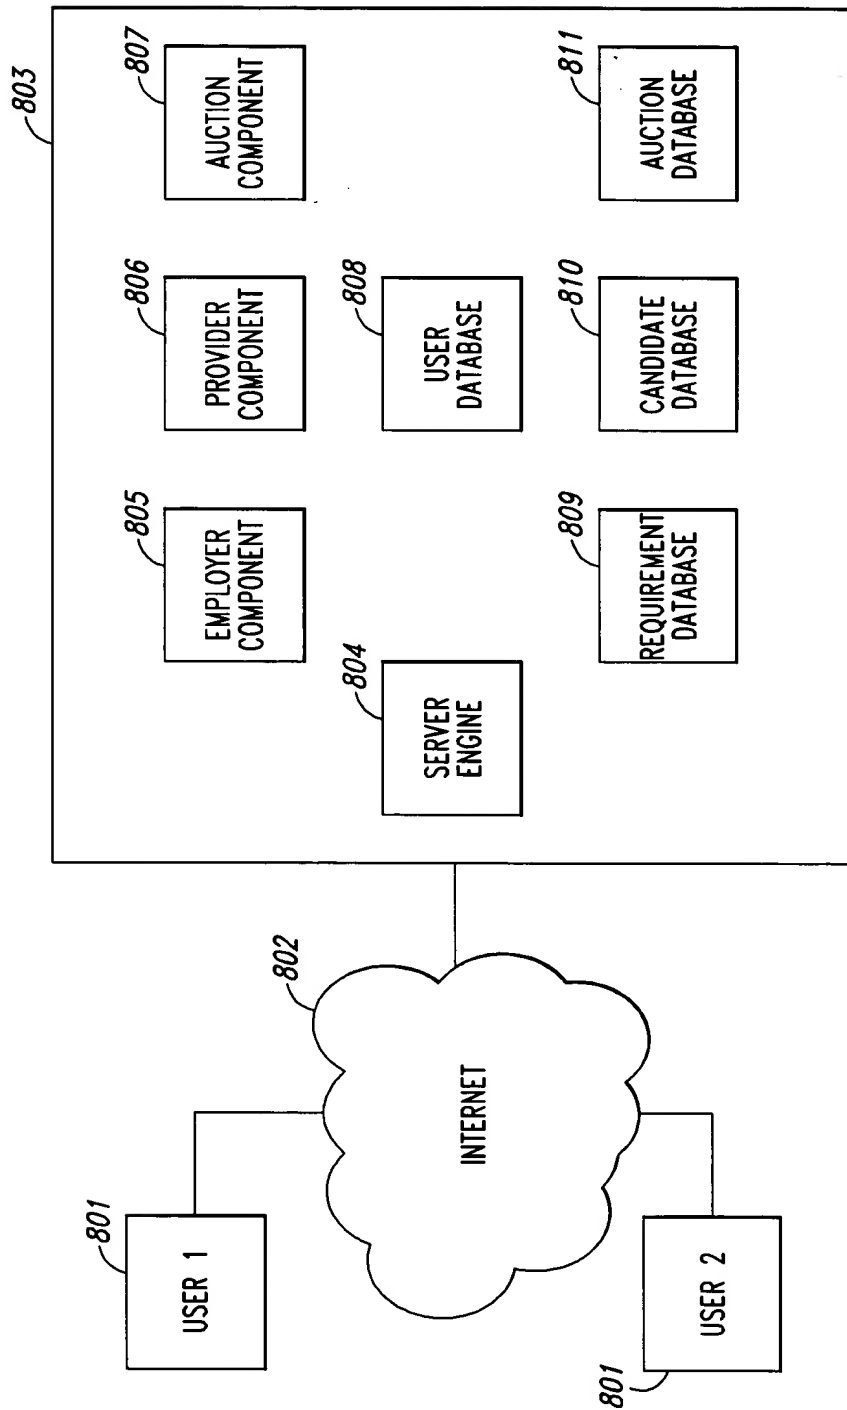 801
USER 1
801
USER 2
802
INTERNET
803
804
SERVER
ENGINE
805
EMPLOYER
COMPONENT
806
PROVIDER
COMPONENT
807
AUCTION
COMPONENT
808
USER
DATABASE
809
REQUIREMENT
DATABASE
810
CANDIDATE
DATABASE
811
AUCTION
DATABASE